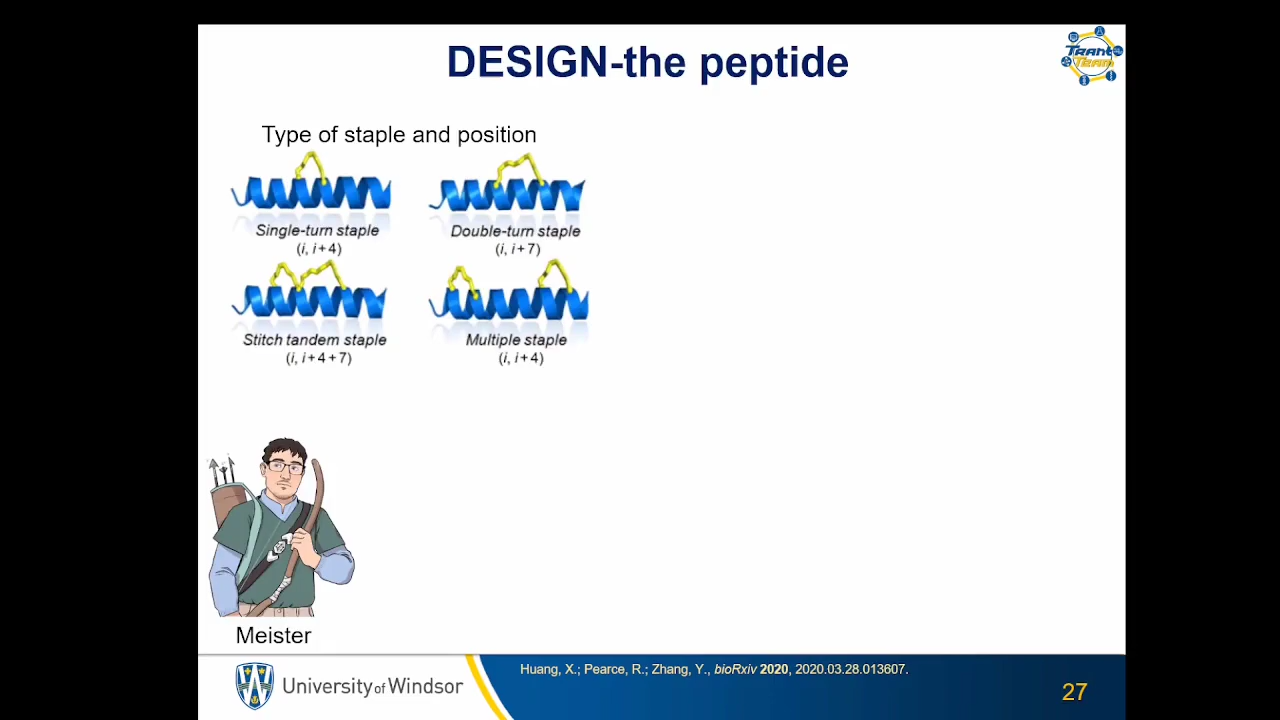 DESIGN-the peptide
Trant
Team
Type of staple and position
Single-turn staple
(i, i+4)
Double-turn staple
(i, i+7)
Stitch tandem staple
(i, i+4+7)
Multiple staple
(i, i+4)
Meister
University of Windsor
Huang, X.; Pearce, R.; Zhang, Y., bioRxiv 2020, 2020.03.28.013607.
27